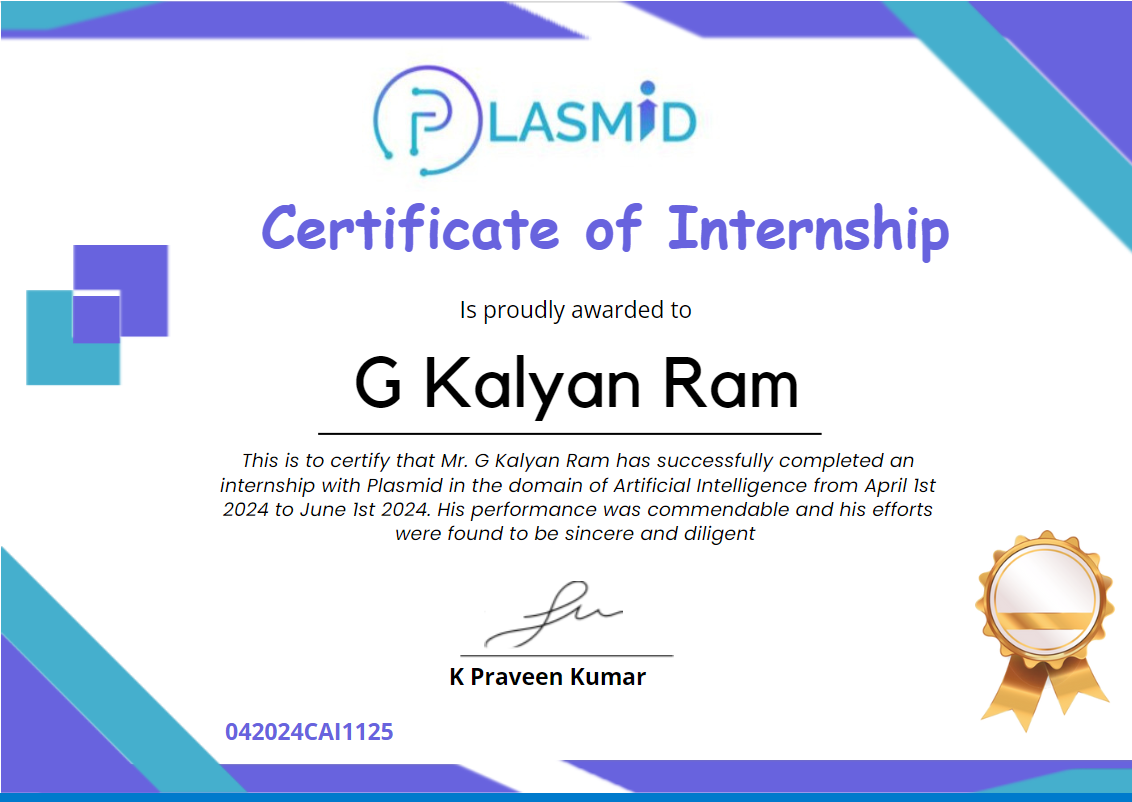 PLASMiD
Certificate of Internship
Is proudly awarded to
G Kalyan Ram
This is to certify that Mr. G Kalyan Ram has successfully completed an
internship with Plasmid in the domain of Artificial Intelligence from April 1st
2024 to June 1st 2024. His performance was commendable and his efforts
were found to be sincere and diligent
K Praveen Kumar
042024CAI1125